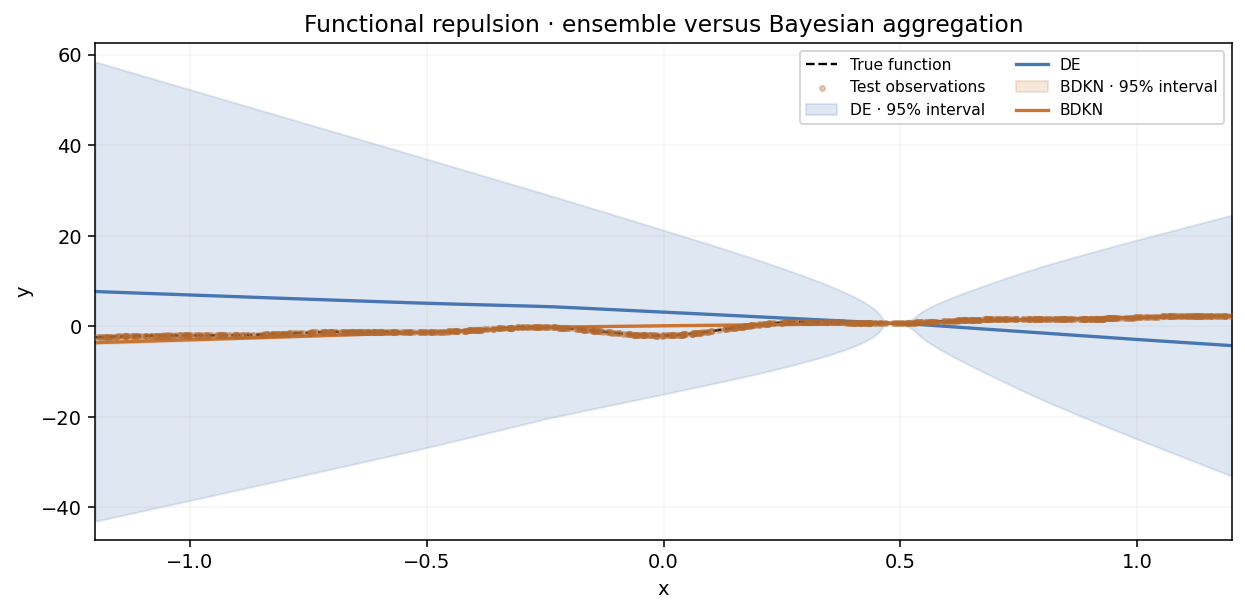 Functional repulsion · ensemble versus Bayesian aggregation
60
40
20
0
−20
−40
y
True function
Test observations
DE · 95% interval
DE
BDKN · 95% interval
BDKN
−1.0
−0.5
0.0
0.5
1.0
x